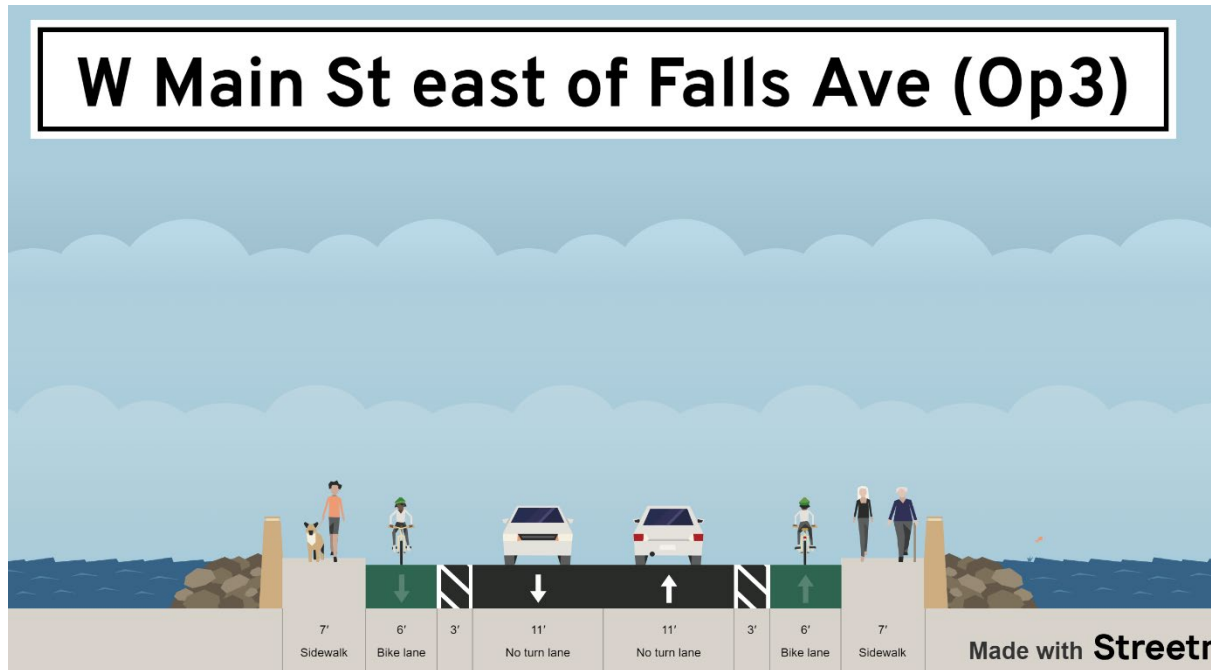 W Main St east of Falls Ave (Op3)
7' 6' 3' 11' 11' 3' 6' 7'
Sidewalk Bike lane No turn lane No turn lane Bike lane Sidewalk
Made with Streetr